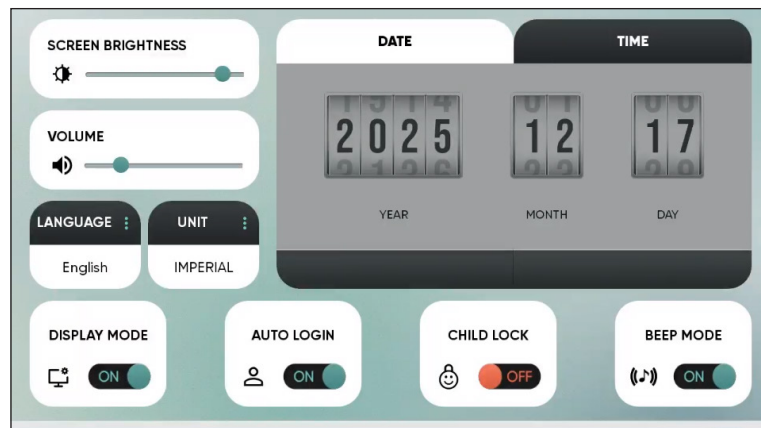 SCREEN BRIGHTNESS
VOLUME
LANGUAGE
English
UNIT
IMPERIAL
DATE
TIME
2025
12
17
YEAR
MONTH
DAY
DISPLAY MODE
ON
AUTO LOGIN
ON
CHILD LOCK
OFF
BEEP MODE
ON